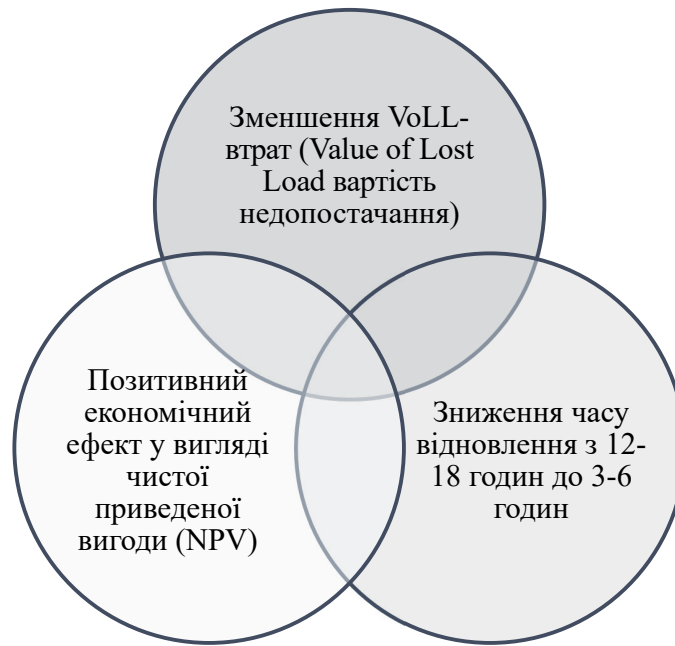 Зменшення VoLL-
втрат (Value of Lost
Load вартість
недопостачання)
Позитивний
економічний
ефект у вигляді
чистої
приведеної
вигоди (NPV)
Зниження часу
відновлення з 12-
18 годин до 3-6
годин